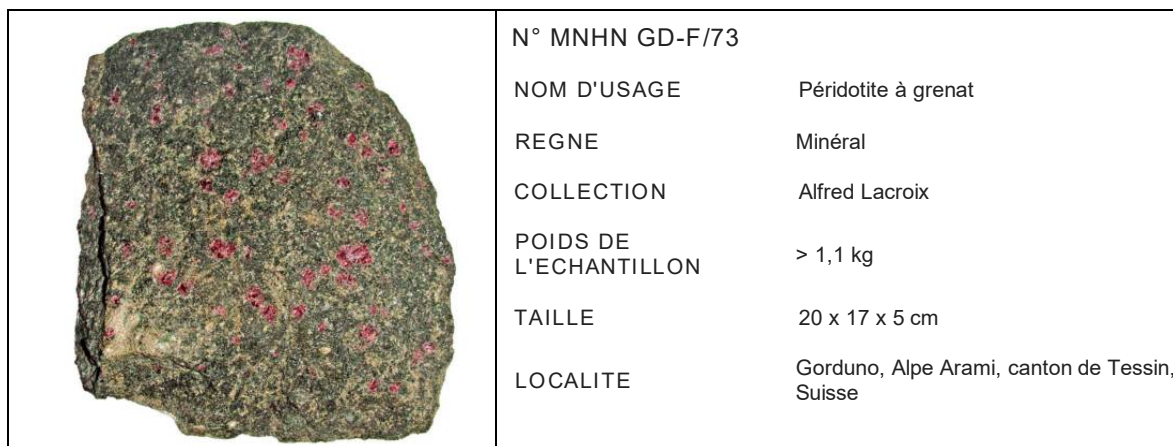 N° MNHN GD-F/73
NOM D'USAGE Péridotite à grenat
REGNE Minéral
COLLECTION Alfred Lacroix
POIDS DE
L'ECHANTILLON > 1,1 kg
TAILLE 20 x 17 x 5 cm
LOCALITE Gorduno, Alpe Arami, canton de Tessin,
Suisse